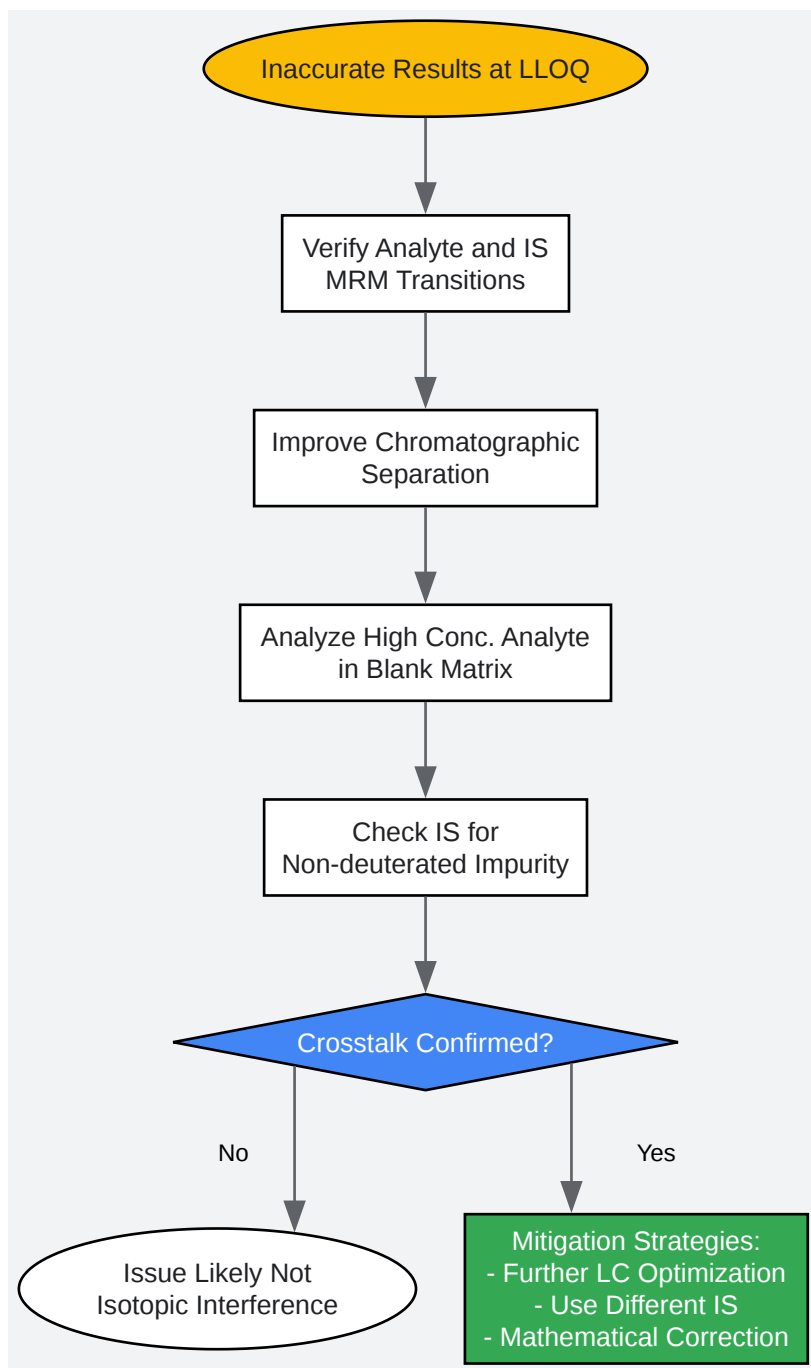 Inaccurate Results at LLOQ
Verify Analyte and IS
MRM Transitions
Improve Chromatographic
Separation
Analyze High Conc. Analyte
in Blank Matrix
Check IS for
Non-deuterated Impurity
Crosstalk Confirmed?
No
Yes
Issue Likely Not
Isotopic Interference
Mitigation Strategies:
- Further LC Optimization
- Use Different IS
- Mathematical Correction